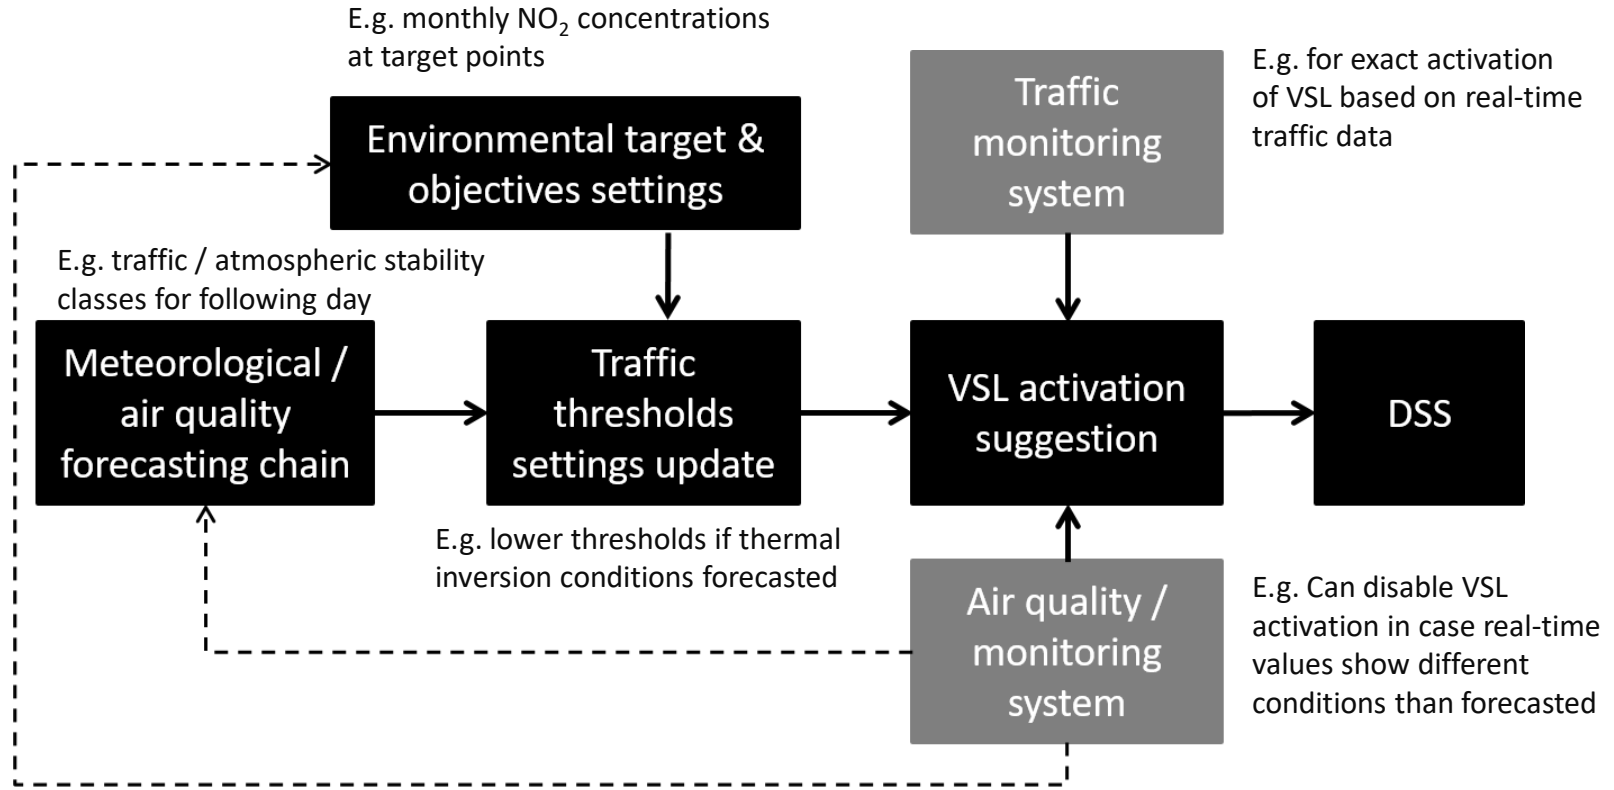 E.g. monthly NO₂ concentrations
at target points
Environmental target &
objectives settings
Traffic
monitoring
system
E.g. for exact activation
of VSL based on real-time
traffic data
E.g. traffic / atmospheric stability
classes for following day
Meteorological /
air quality
forecasting chain
Traffic
thresholds
settings update
VSL activation
suggestion
DSS
E.g. lower thresholds if thermal
inversion conditions forecasted
Air quality /
monitoring
system
E.g. Can disable VSL
activation in case real-time
values show different
conditions than forecasted